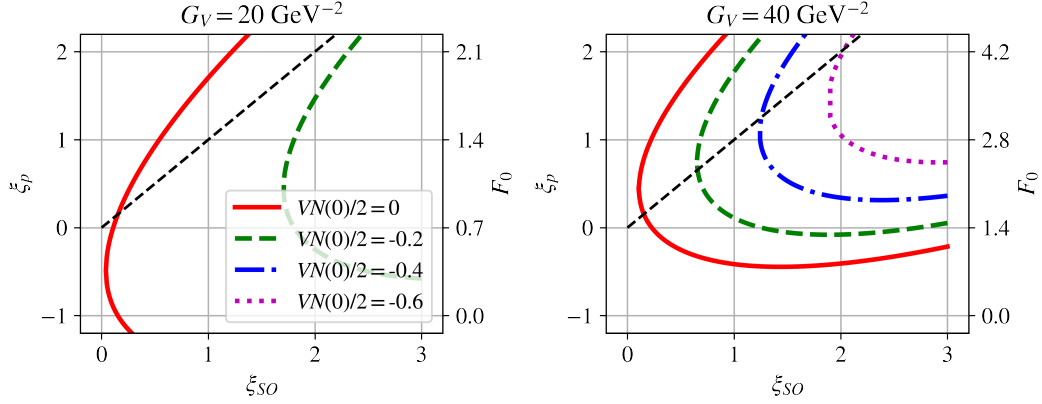 G_V = 20 GeV⁻²
2
1
0
−1
ξ_p
0
1
2
3
ξ_SO
2.1
1.4
0.7
0.0
F_0
VN(0)/2 = 0
VN(0)/2 = -0.2
VN(0)/2 = -0.4
VN(0)/2 = -0.6
G_V = 40 GeV⁻²
2
1
0
−1
ξ_p
0
1
2
3
ξ_SO
4.2
2.8
1.4
0.0
F_0